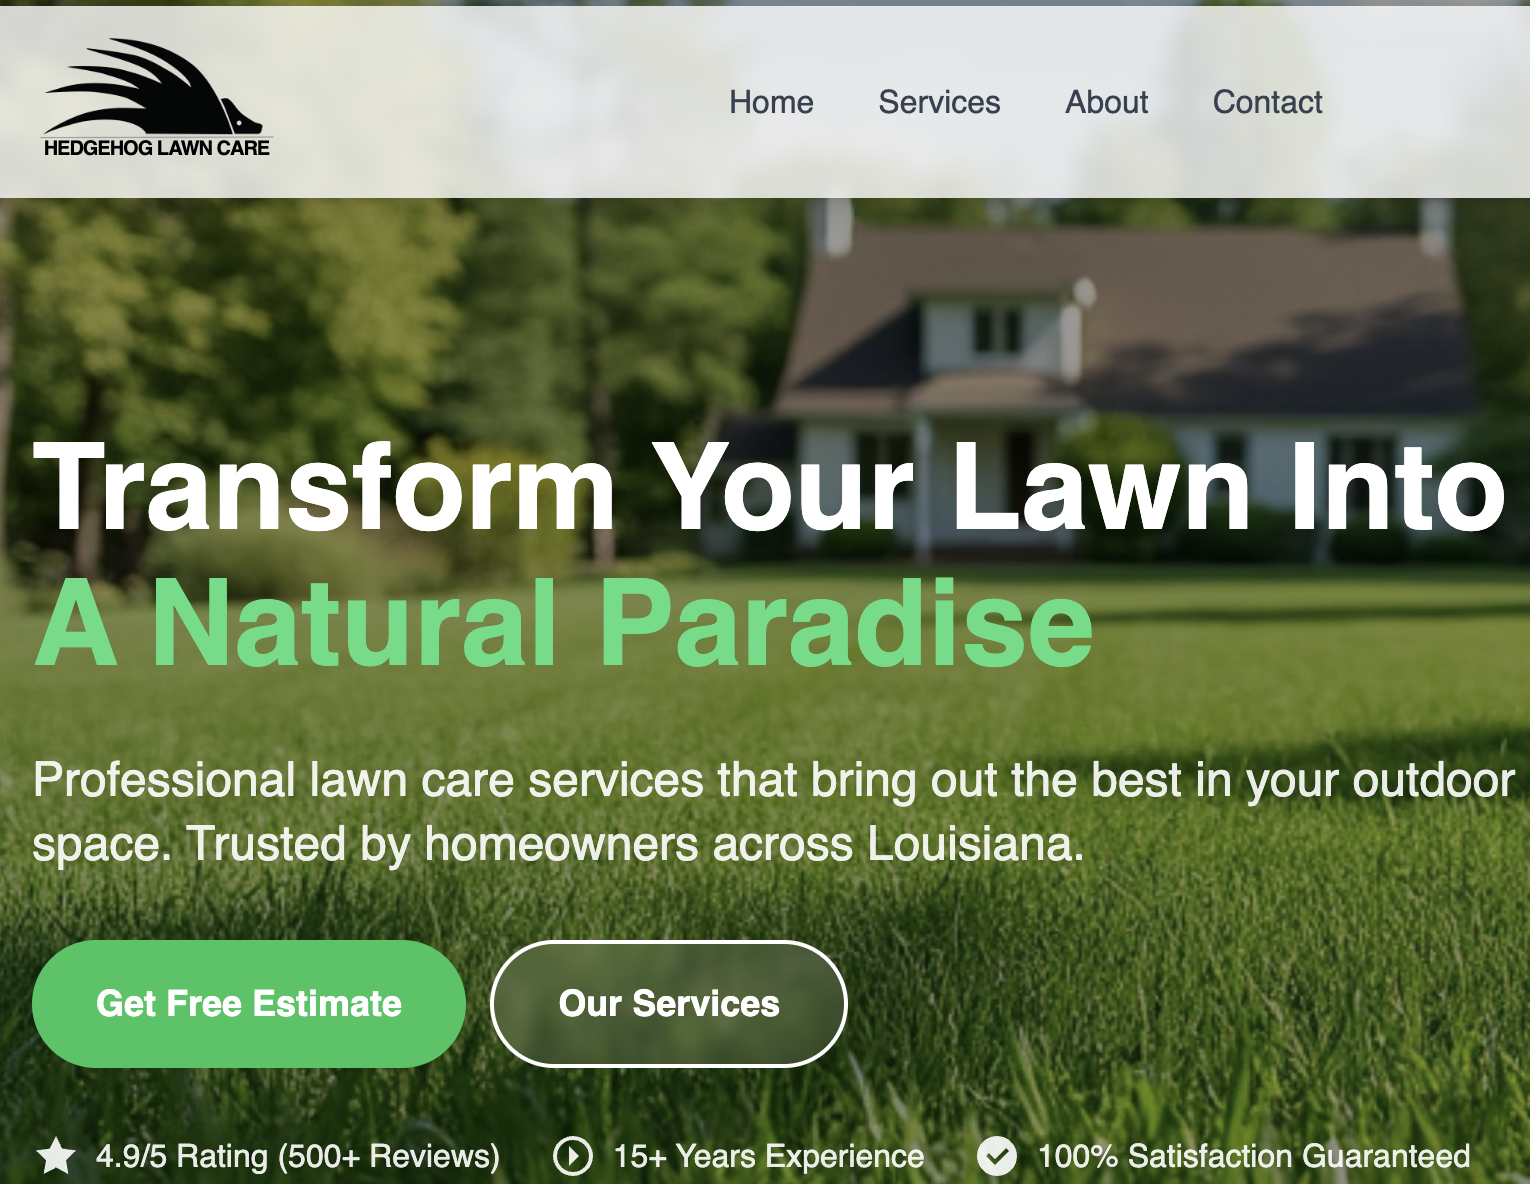 HEDGEHOG LAWN CARE
Home Services About Contact
Transform Your Lawn Into
A Natural Paradise
Professional lawn care services that bring out the best in your outdoor
space. Trusted by homeowners across Louisiana.
Get Free Estimate
Our Services
4.9/5 Rating (500+ Reviews)
15+ Years Experience
100% Satisfaction Guaranteed